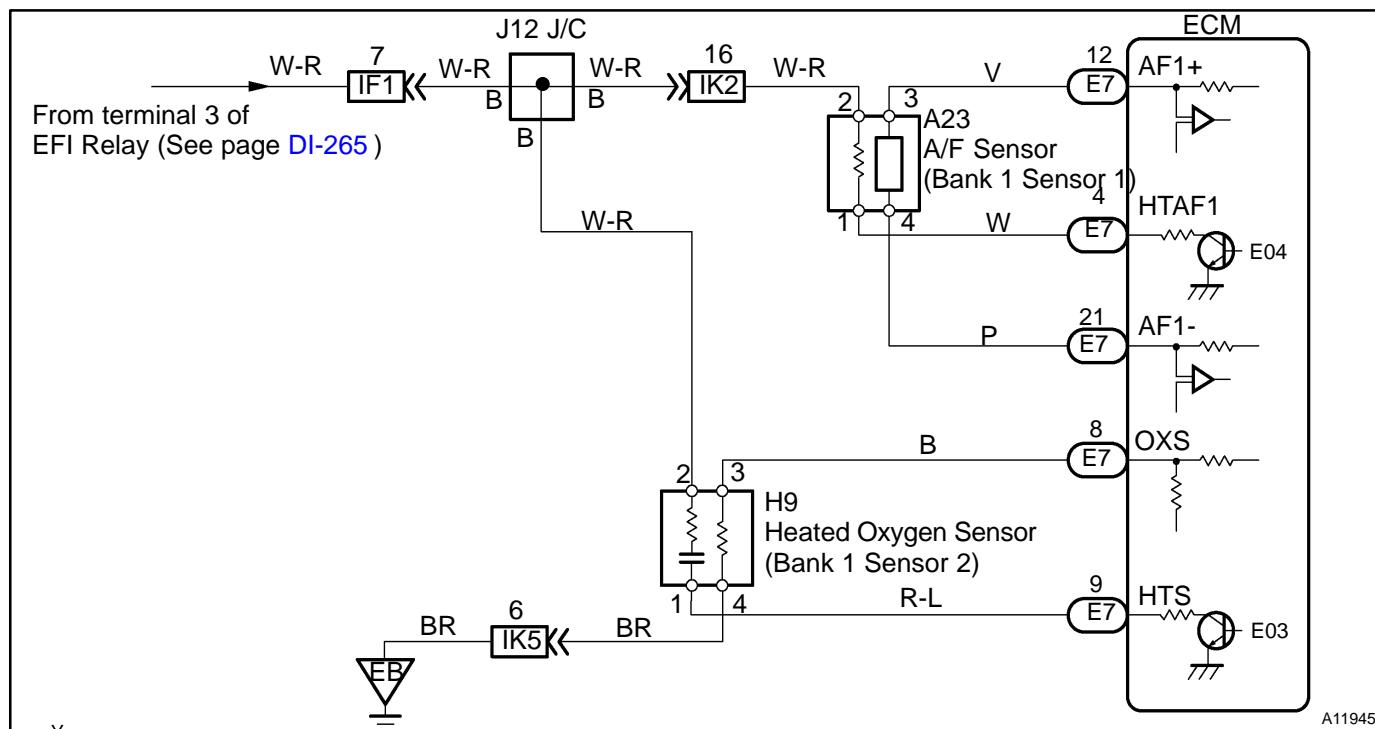 ECM
J12 J/C
7
16
12
W-R
IF1
W-R
W-R
IK2
W-R
V
E7
AF1+
B
B
B
2
3
From terminal 3 of
EFI Relay (See page DI-265 )
A23
A/F Sensor
(Bank 1 Sensor 1)
4
HTAF1
1
4
W
E7
E04
W-R
21
AF1-
P
E7
8
OXS
B
E7
2
3
H9
Heated Oxygen Sensor
(Bank 1 Sensor 2)
9
HTS
1
4
R-L
E7
E03
6
BR
IK5
BR
EB
A11945